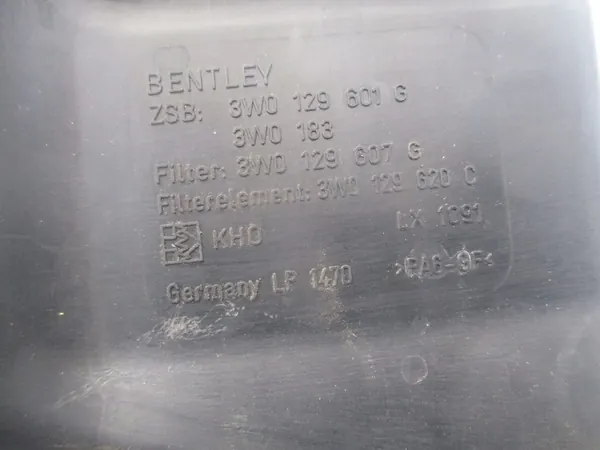 BENTLEY
ZSB: 3W0 129 601 G
3W0 183
Filter: 3W0 129 607 G
Filterelement: 3W0 129 620 C
KHD LX 1091
Germany LP 1470 >PA6-GF<